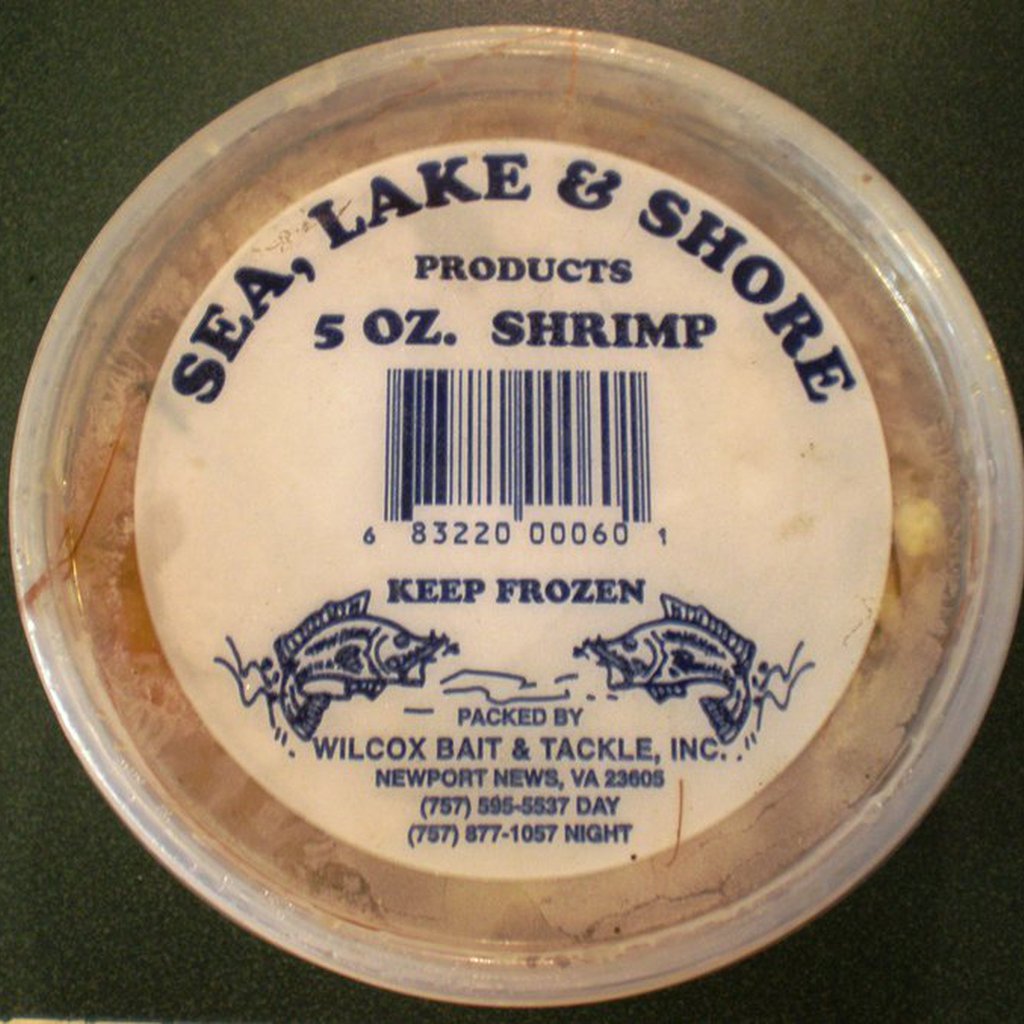 SEA, LAKE & SHORE
PRODUCTS
5 OZ. SHRIMP
6 83220 00060 1
KEEP FROZEN
PACKED BY
WILCOX BAIT & TACKLE, INC.
NEWPORT NEWS, VA 23605
(757) 595-5537 DAY
(757) 877-1057 NIGHT